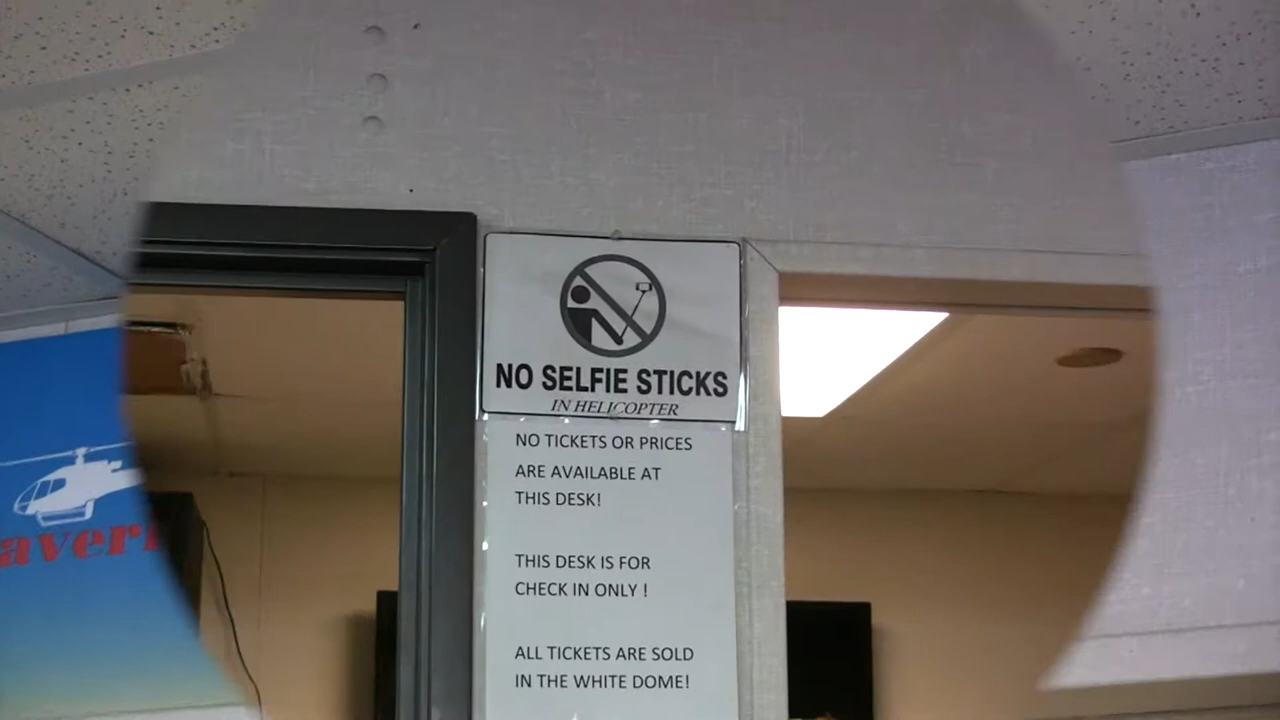 NO SELFIE STICKS
IN HELICOPTER
NO TICKETS OR PRICES
ARE AVAILABLE AT
THIS DESK!
THIS DESK IS FOR
CHECK IN ONLY !
ALL TICKETS ARE SOLD
IN THE WHITE DOME!